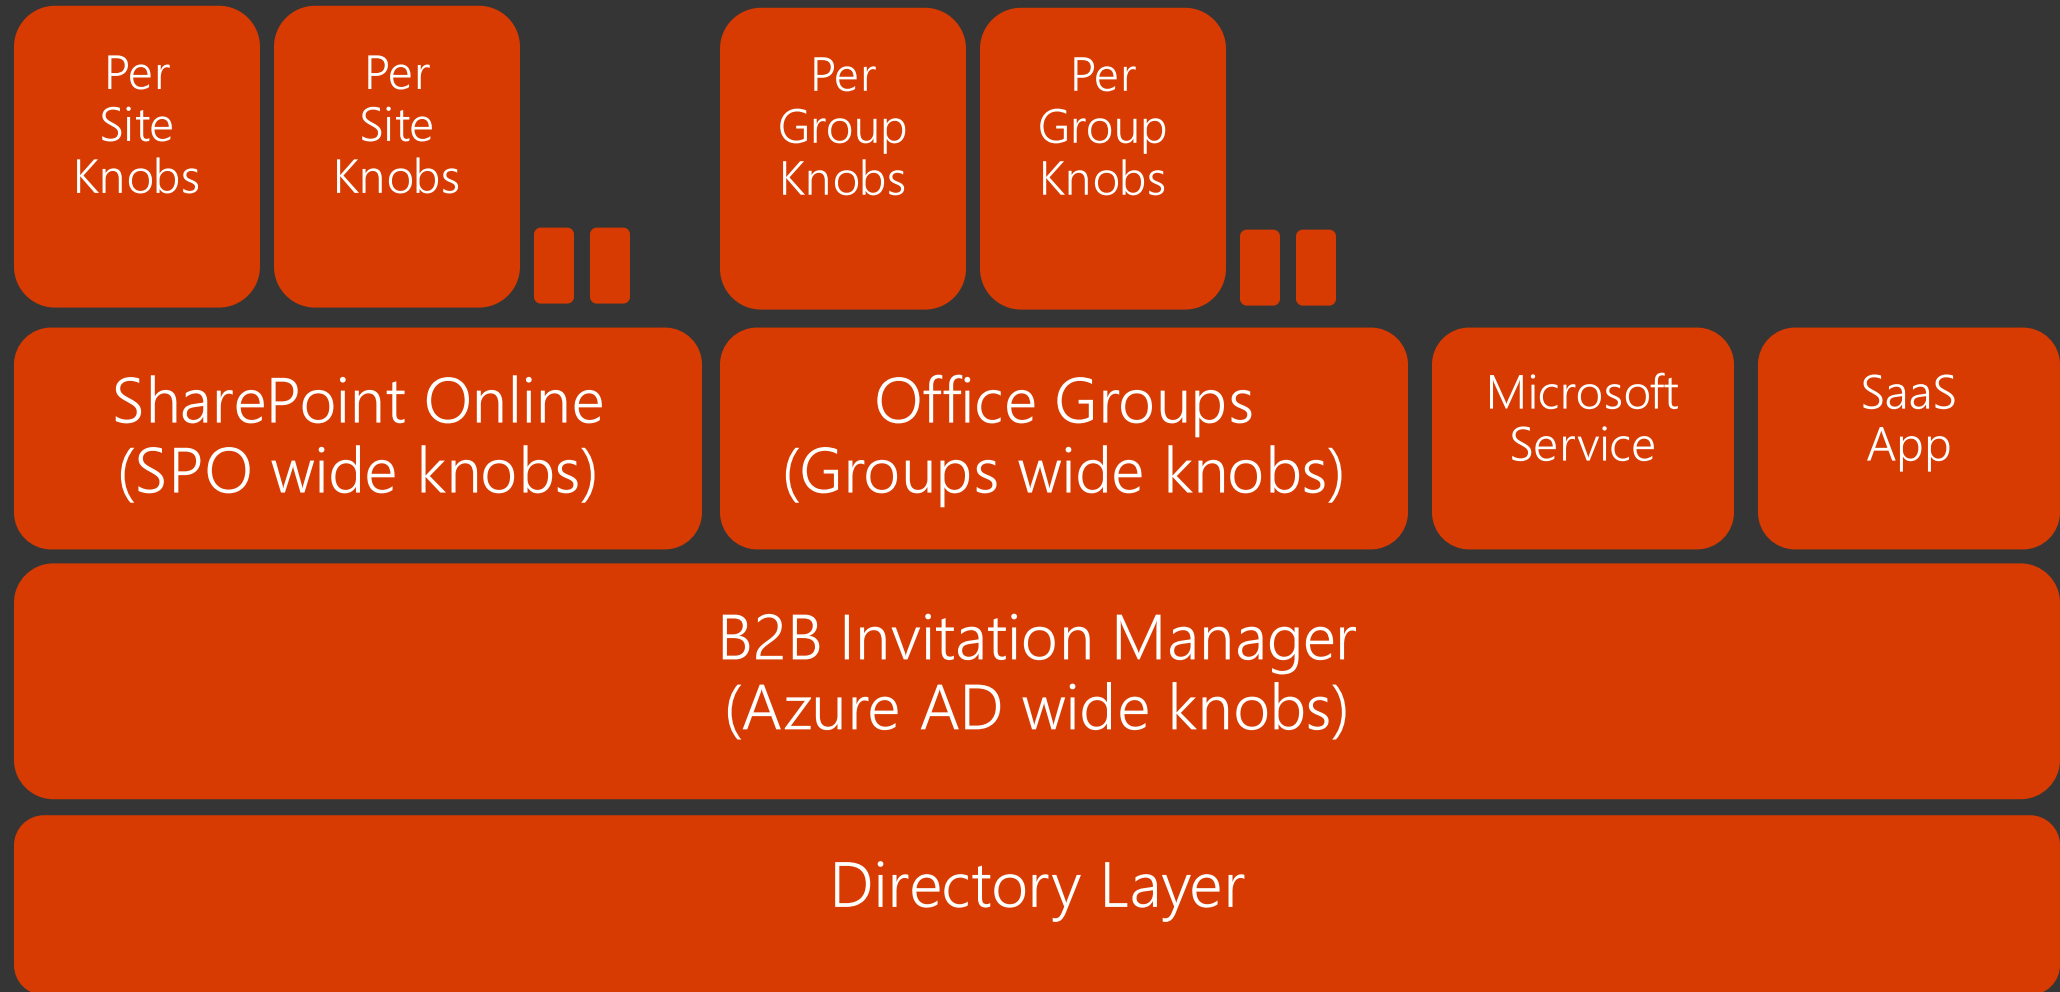 Per
Site
Knobs
Per
Site
Knobs
Per
Group
Knobs
Per
Group
Knobs
SharePoint Online
(SPO wide knobs)
Office Groups
(Groups wide knobs)
Microsoft
Service
SaaS
App
B2B Invitation Manager
(Azure AD wide knobs)
Directory Layer